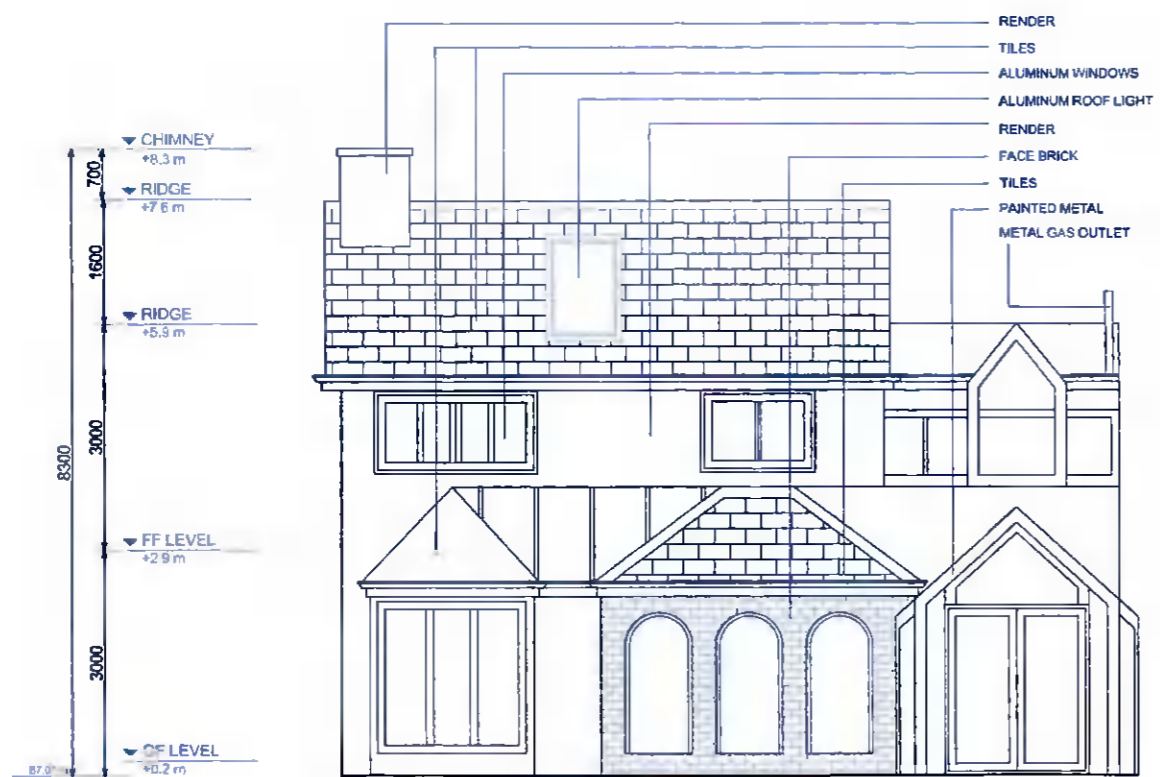 RENDER
TILES
ALUMINUM WINDOWS
ALUMINUM ROOF LIGHT
RENDER
FACE BRICK
TILES
PAINTED METAL
METAL GAS OUTLET
CHIMNEY
+8.3 m
700
RIDGE
+7.6 m
1600
RIDGE
+5.9 m
3000
8300
FF LEVEL
+2.9 m
3000
GF LEVEL
+0.2 m